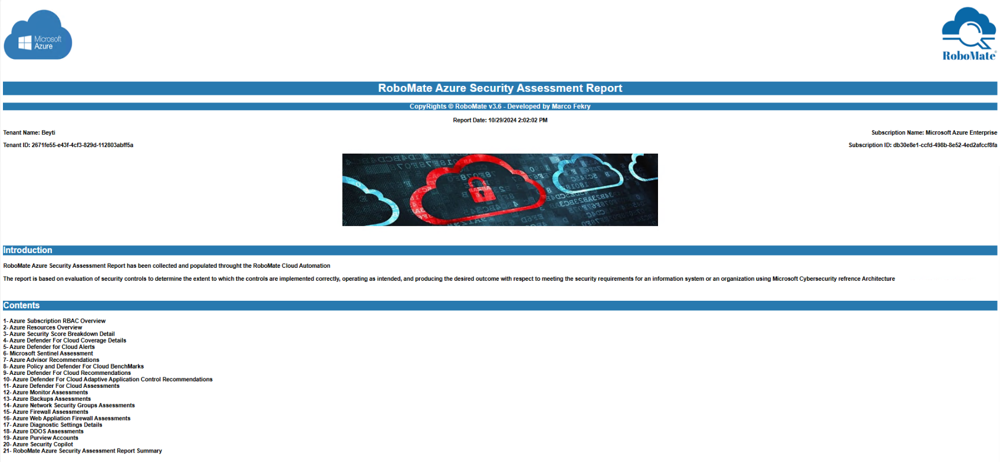 Microsoft
Azure
RoboMate
RoboMate Azure Security Assessment Report
CopyRights © RoboMate v3.6 - Developed by Marco Fekry
Report Date: 10/29/2024 2:02:02 PM
Tenant Name: Beyti
Subscription Name: Microsoft Azure Enterprise
Tenant ID: 2671fe55-e43f-4cf3-829d-112803abff5a
Subscription ID: db30e8e1-ccfd-498b-8e52-4ed2afccf8fa
Introduction
RoboMate Azure Security Assessment Report has been collected and populated throught the RoboMate Cloud Automation
The report is based on evaluation of security controls to determine the extent to which the controls are implemented correctly, operating as intended, and producing the desired outcome with respect to meeting the security requirements for an information system or an organization using Microsoft Cybersecurity refrence Architecture
Contents
1- Azure Subscription RBAC Overview
2- Azure Resources Overview
3- Azure Security Score Breakdown Detail
4- Azure Defender For Cloud Coverage Details
5- Azure Defender for Cloud Alerts
6- Microsoft Sentinel Assessment
7- Azure Advisor Recommendations
8- Azure Policy and Defender For Cloud BenchMarks
9- Azure Defender For Cloud Recommendations
10- Azure Defender For Cloud Adaptive Application Control Recommendations
11- Azure Defender For Cloud Assessments
12- Azure Monitor Assessments
13- Azure Backups Assessments
14- Azure Network Security Groups Assessments
15- Azure Firewall Assessments
16- Azure Web Appliation Firewall Assessments
17- Azure Diagnostic Settings Details
18- Azure DDOS Assessments
19- Azure Purview Accounts
20- Azure Security Copilot
21- RoboMate Azure Security Assessment Report Summary